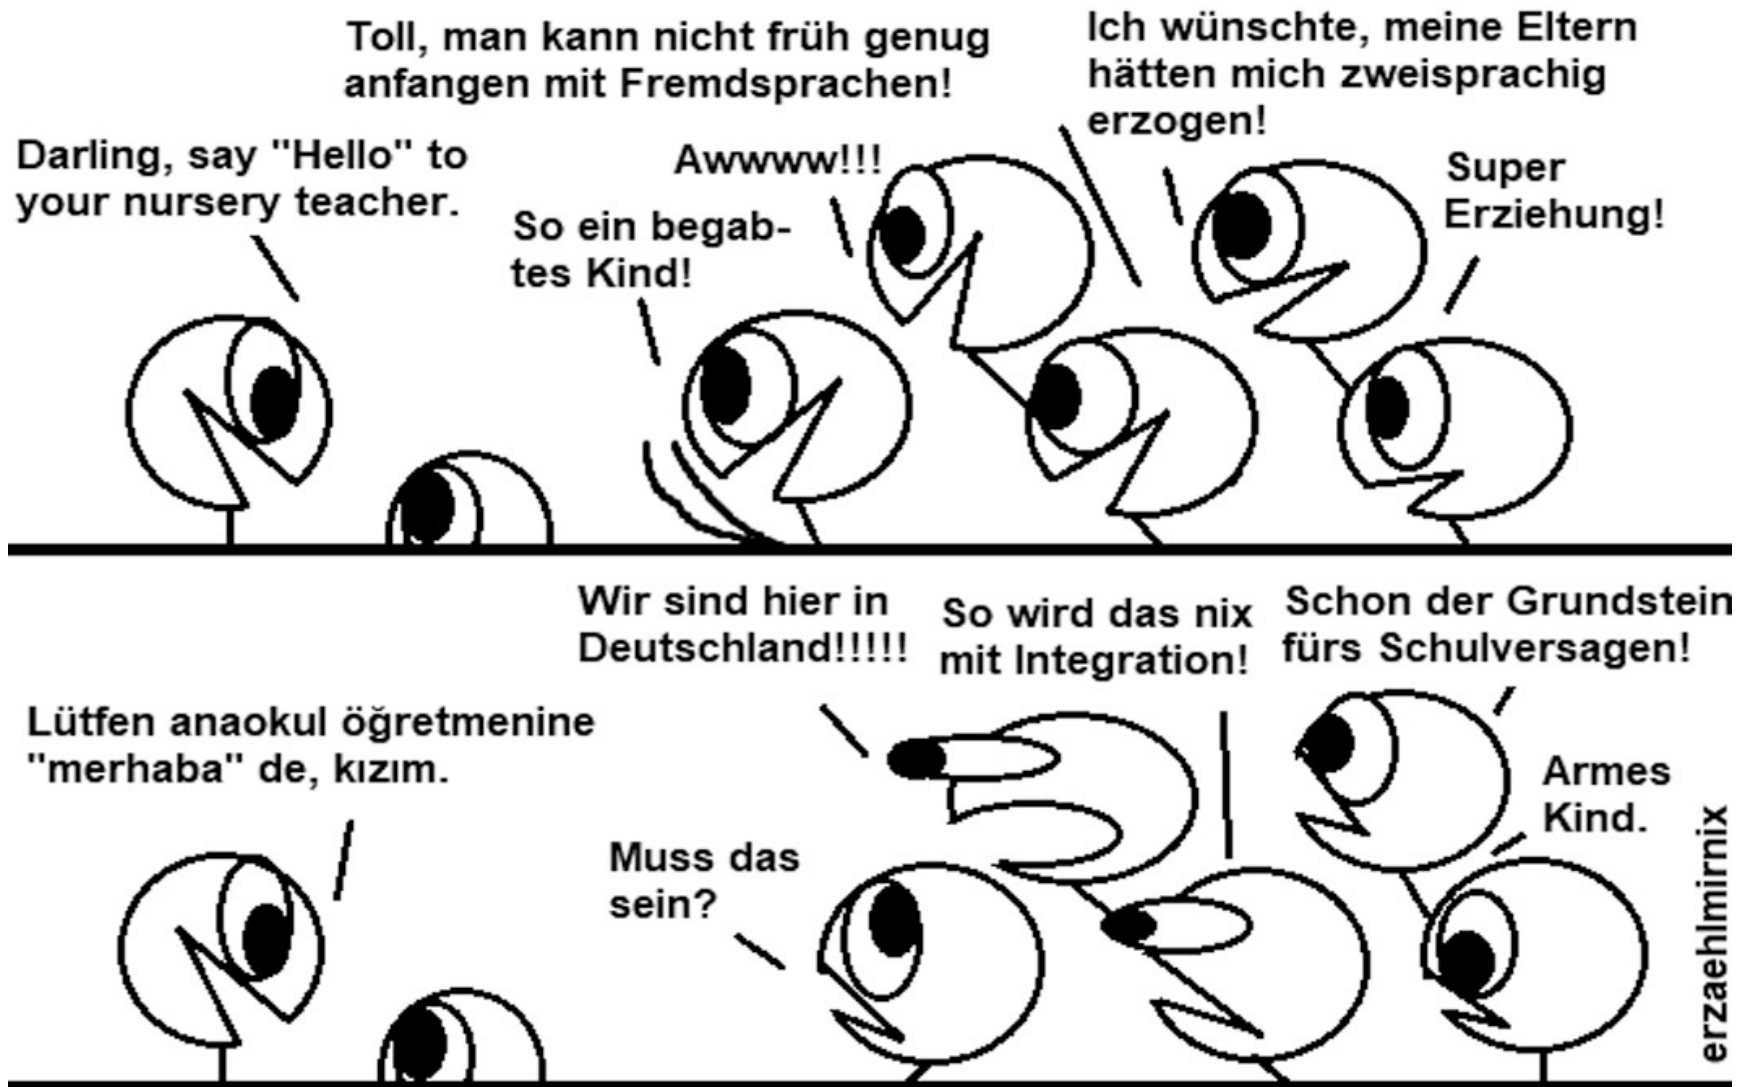 Toll, man kann nicht früh genug
anfangen mit Fremdsprachen!
Ich wünschte, meine Eltern
hätten mich zweisprachig
erzogen!
Darling, say "Hello" to
your nursery teacher.
Awwww!!!
So ein begab-
tes Kind!
Super
Erziehung!
Wir sind hier in
Deutschland!!!!!
So wird das nix
mit Integration!
Schon der Grundstein
fürs Schulversagen!
Lütfen anaokul öğretmenine
"merhaba" de, kızım.
Muss das
sein?
Armes
Kind.
erzaehlmirnix